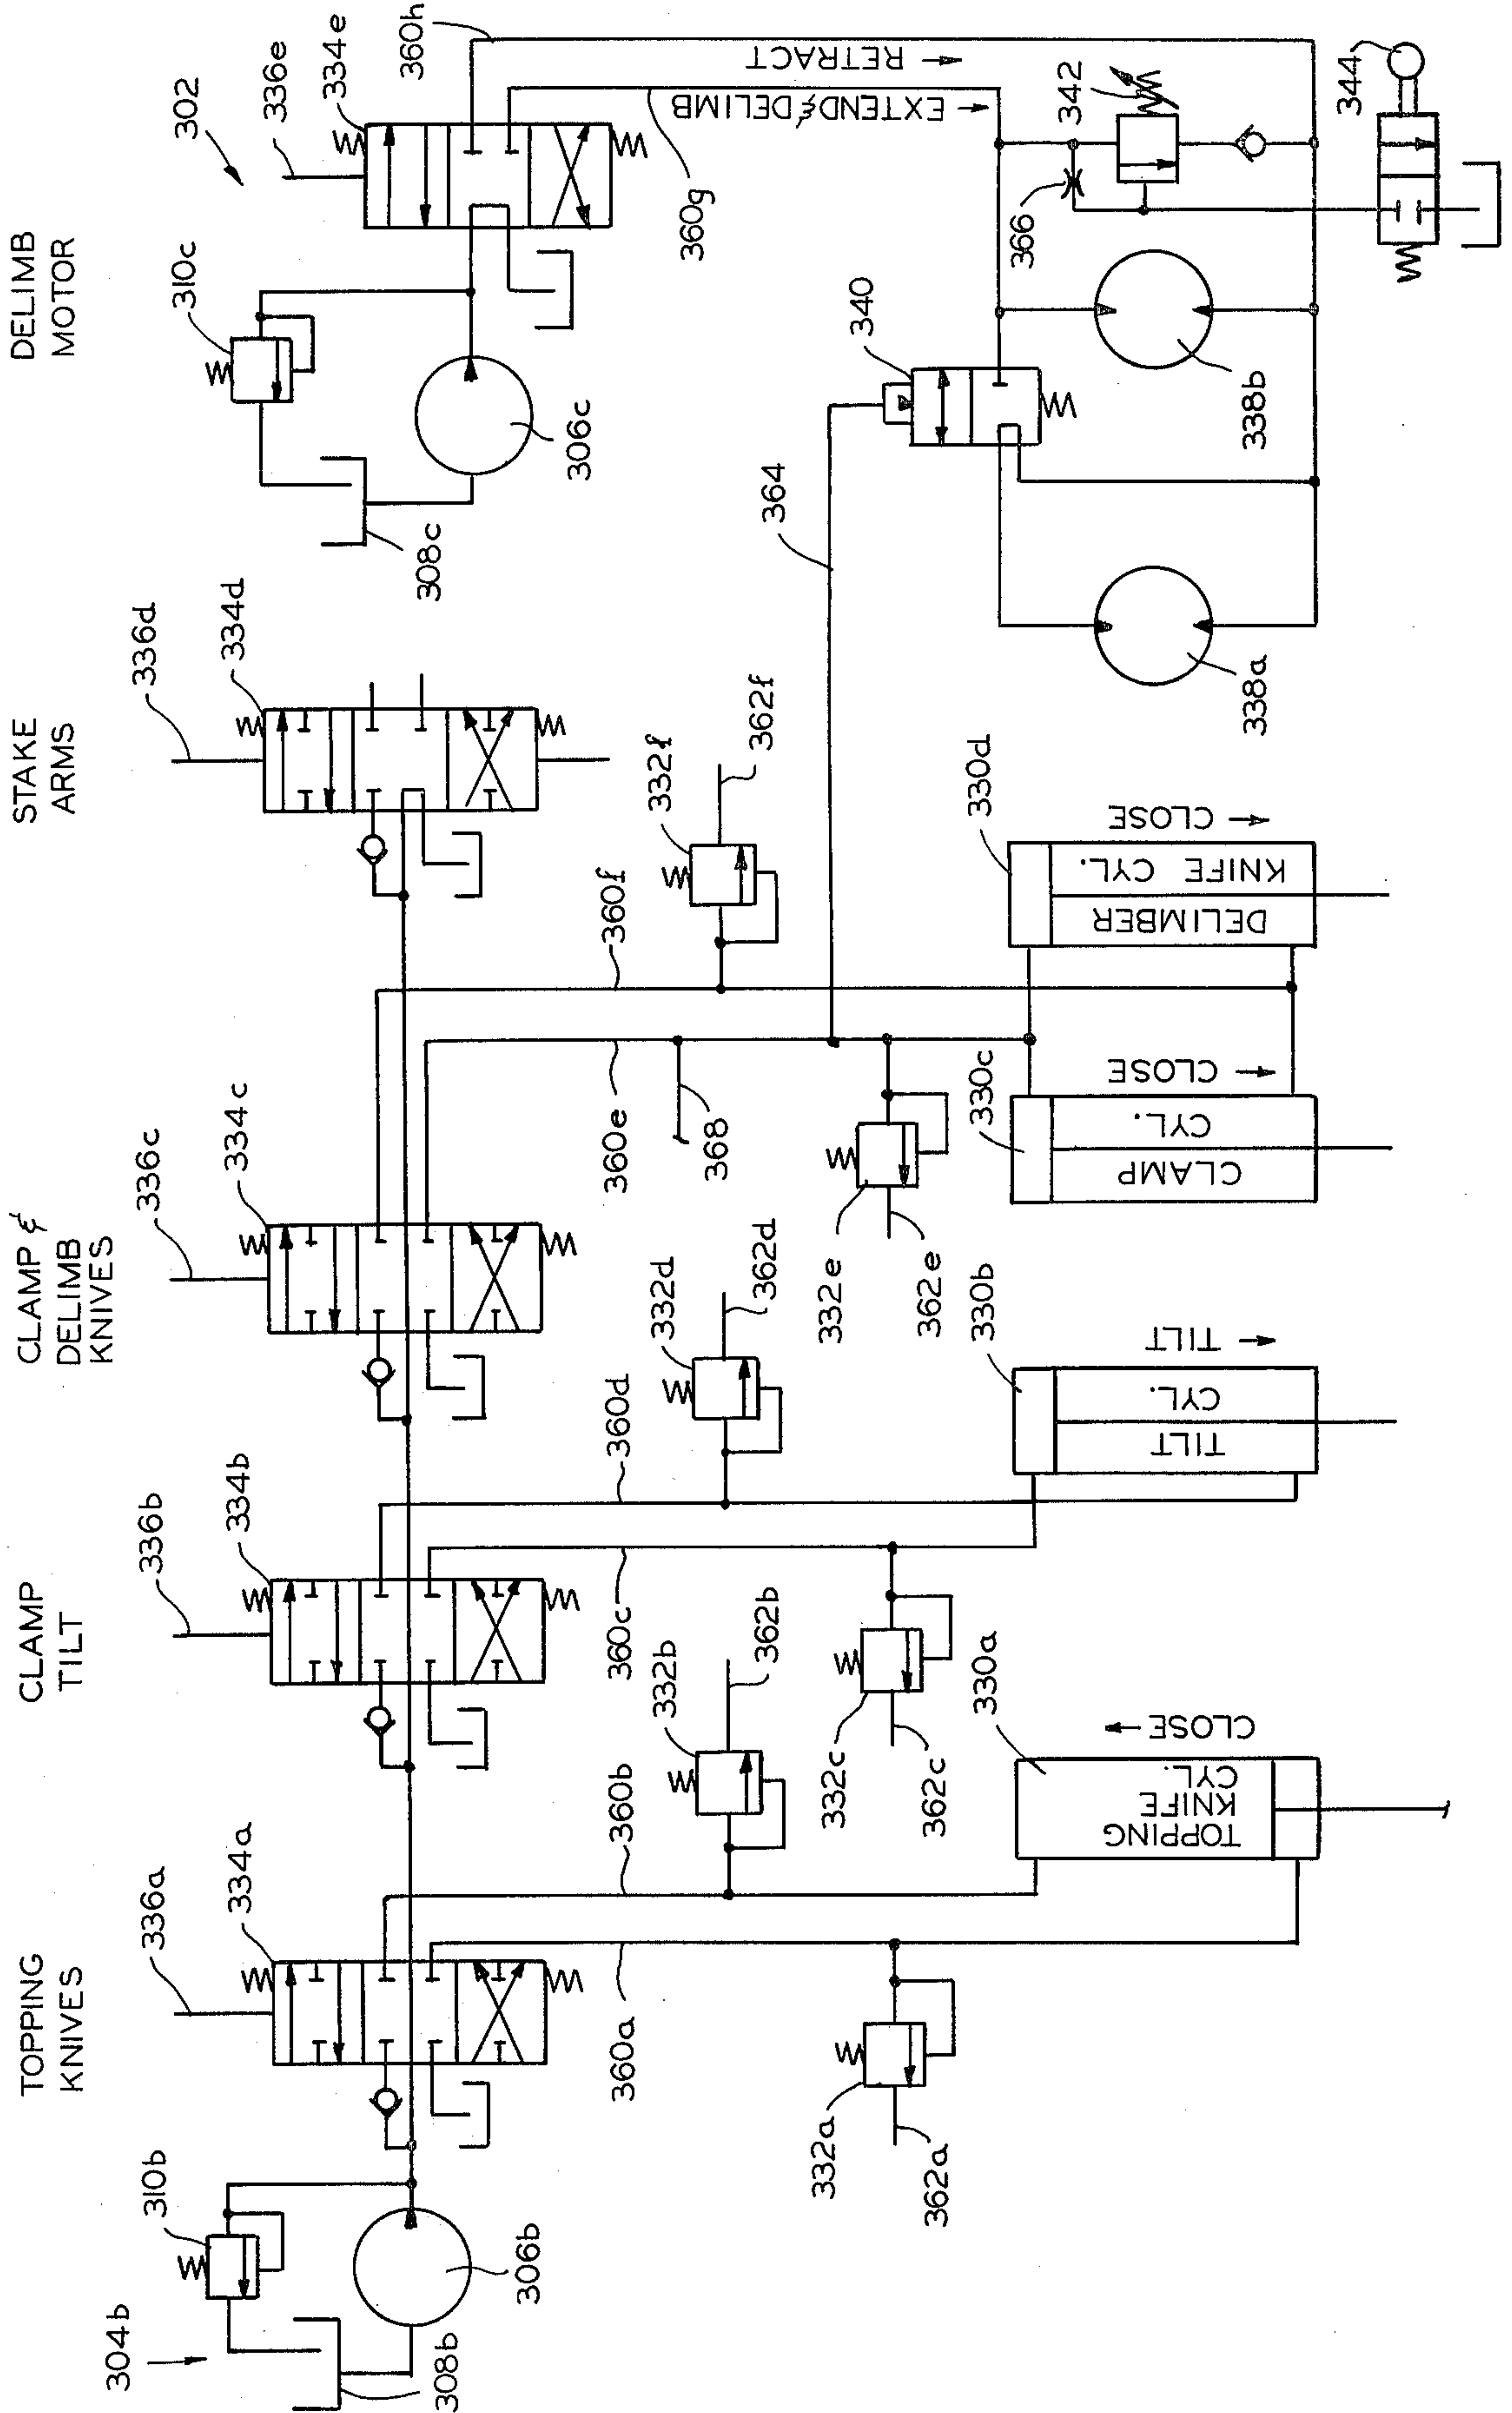 TOPPING
KNIVES
CLAMP
TILT
CLAMP &
DELIMB
KNIVES
STAKE
ARMS
DELIMB
MOTOR
304b
310b
308b
306b
336a
334a
336b
334b
336c
334c
336d
334d
310c
308c
306c
302
336e
334e
360h
360g
EXTEND & DELIMB
RETRACT
360a
360b
332a
362a
332b
362b
360c
360d
332c
362c
332d
362d
360e
360f
368
332e
362e
332f
362f
364
340
366
342
344
338a
338b
330a
TOPPING
KNIFE
CYL.
CLOSE
330b
TILT
CYL.
TILT
330c
CLAMP
CYL.
CLOSE
330d
DELIMBER
KNIFE CYL.
CLOSE